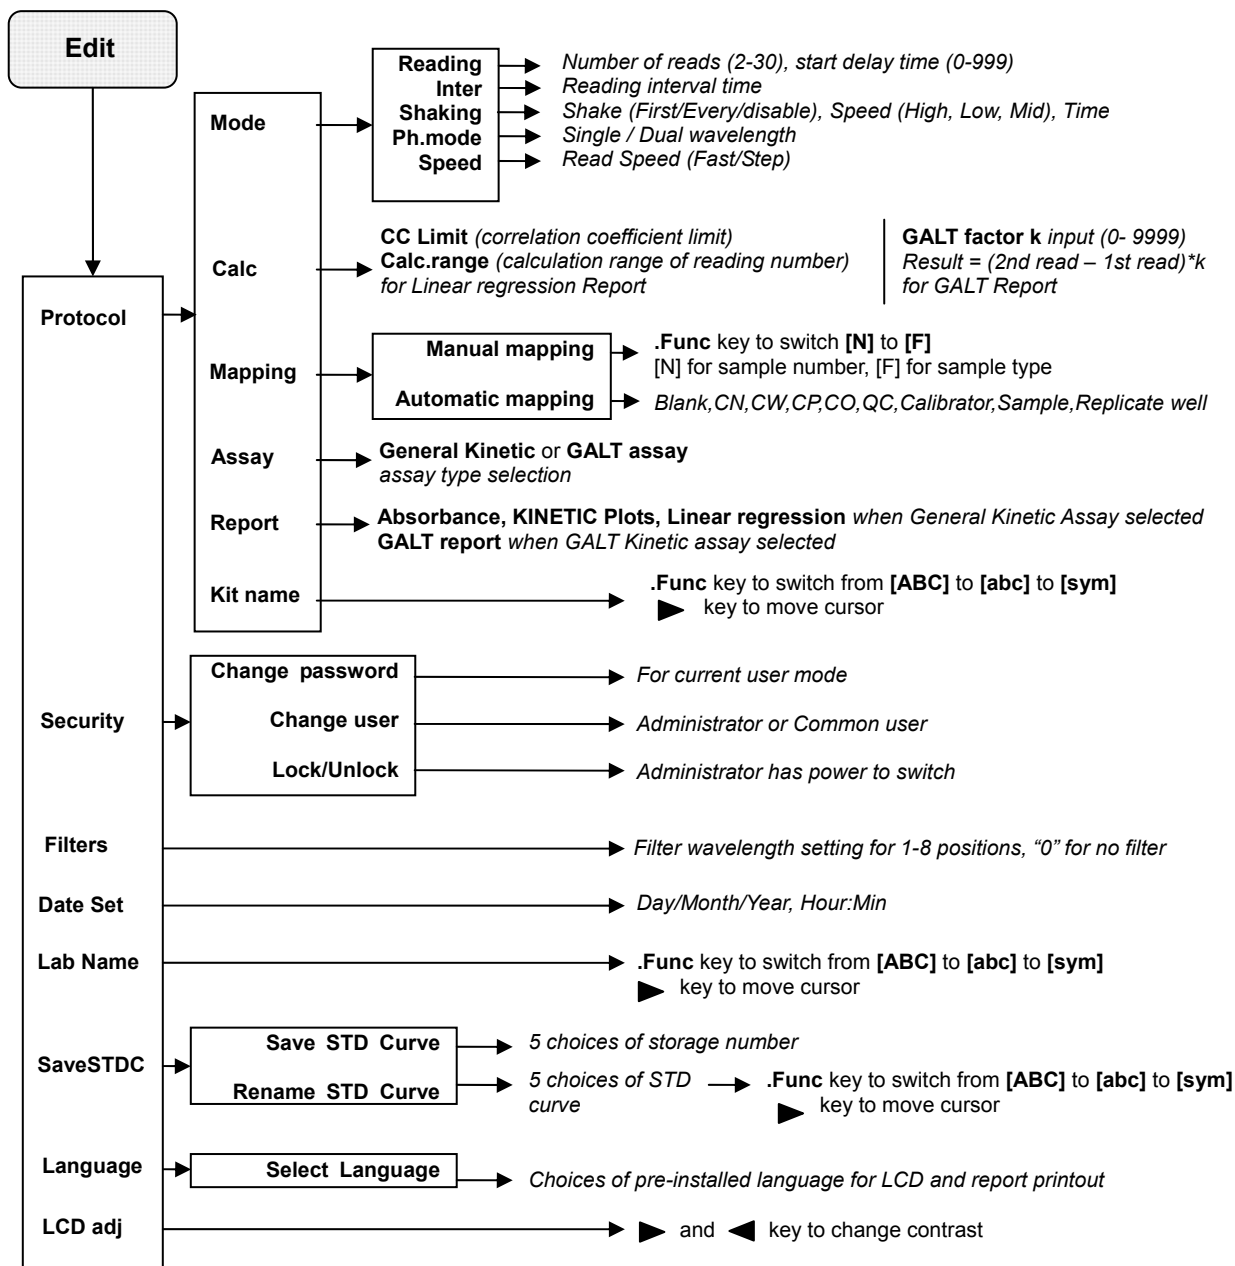 Edit
Reading
Number of reads (2-30), start delay time (0-999)
Inter
Reading interval time
Mode
Shaking
Shake (First/Every/disable), Speed (High, Low, Mid), Time
Ph.mode
Single / Dual wavelength
Speed
Read Speed (Fast/Step)
Calc
CC Limit (correlation coefficient limit)
Calc.range (calculation range of reading number)
for Linear regression Report
GALT factor k input (0- 9999)
Result = (2nd read – 1st read)*k
for GALT Report
Protocol
Mapping
Manual mapping
.Func key to switch [N] to [F]
[N] for sample number, [F] for sample type
Automatic mapping
Blank,CN,CW,CP,CO,QC,Calibrator,Sample,Replicate well
Assay
General Kinetic or GALT assay
assay type selection
Report
Absorbance, KINETIC Plots, Linear regression when General Kinetic Assay selected
GALT report when GALT Kinetic assay selected
Kit name
.Func key to switch from [ABC] to [abc] to [sym]
key to move cursor
Security
Change password
For current user mode
Change user
Administrator or Common user
Lock/Unlock
Administrator has power to switch
Filters
Filter wavelength setting for 1-8 positions, “0” for no filter
Date Set
Day/Month/Year, Hour:Min
Lab Name
.Func key to switch from [ABC] to [abc] to [sym]
key to move cursor
SaveSTDC
Save STD Curve
5 choices of storage number
Rename STD Curve
5 choices of STD
curve
.Func key to switch from [ABC] to [abc] to [sym]
key to move cursor
Language
Select Language
Choices of pre-installed language for LCD and report printout
LCD adj
and key to change contrast